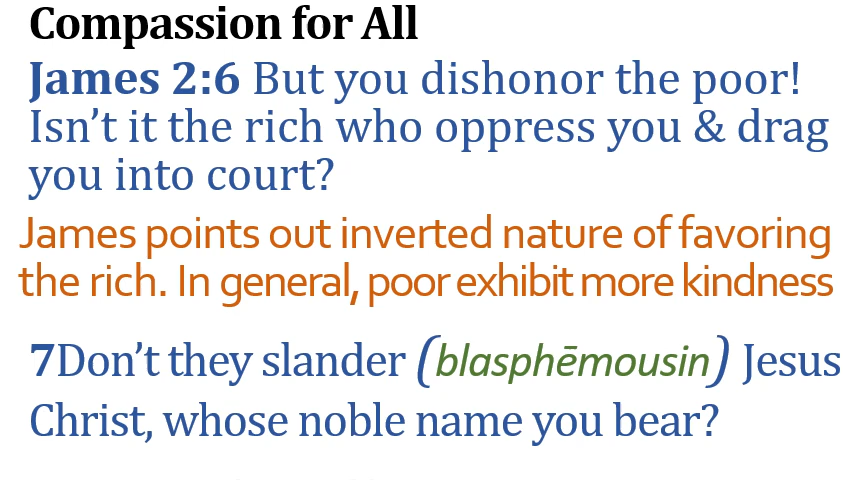 Compassion for All
James 2:6 But you dishonor the poor!
Isn’t it the rich who oppress you & drag
you into court?
James points out inverted nature of favoring
the rich. In general, poor exhibit more kindness
7Don’t they slander (blasphēmousin) Jesus
Christ, whose noble name you bear?